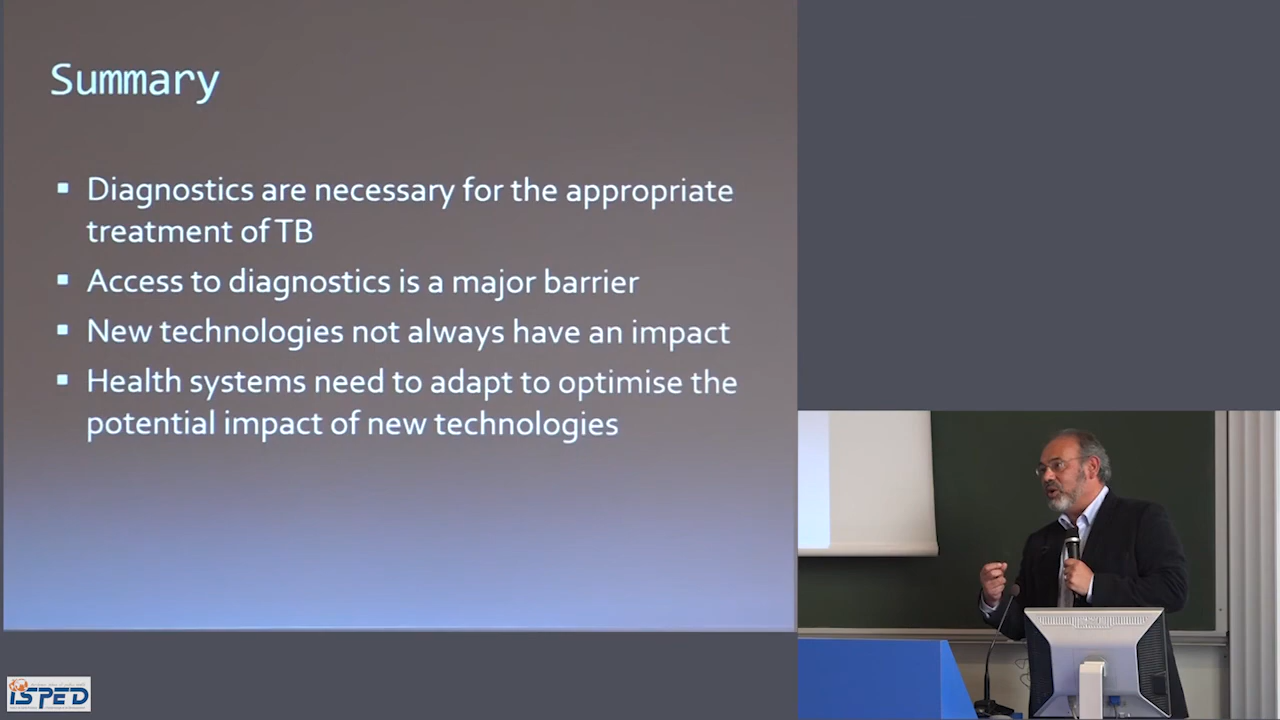 Summary
Diagnostics are necessary for the appropriate
treatment of TB
Access to diagnostics is a major barrier
New technologies not always have an impact
Health systems need to adapt to optimise the
potential impact of new technologies
ISPED